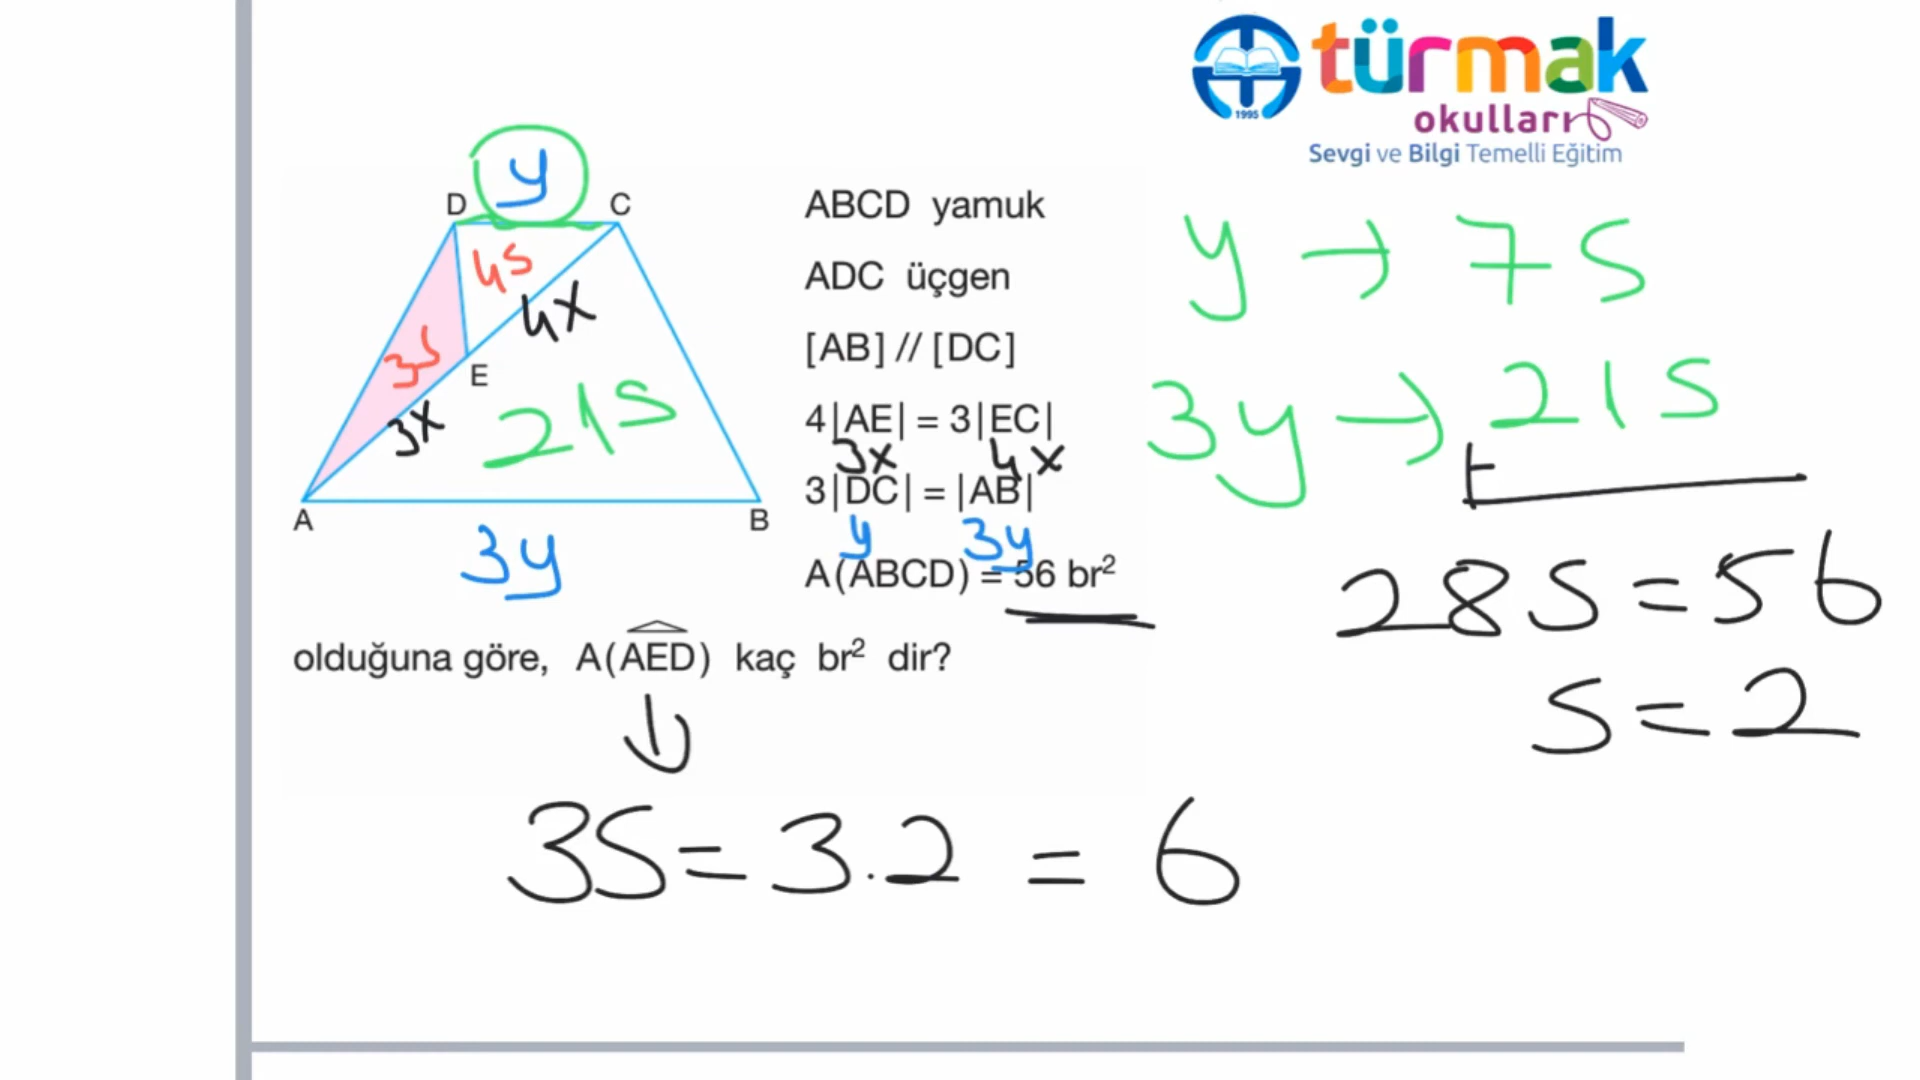 türmak
okulları
1995
Sevgi ve Bilgi Temelli Eğitim
y
D C
4S
4x
3S
E
3x
21S
A B
3y
ABCD yamuk
ADC üçgen
[AB] // [DC]
4|AE| = 3|EC|
3x 4x
3|DC| = |AB|
y 3y
A(ABCD) = 56 br²
olduğuna göre, A(AED) kaç br² dir?
y → 7S
3y → 21S
+
28S = 56
S = 2
3S = 3.2 = 6